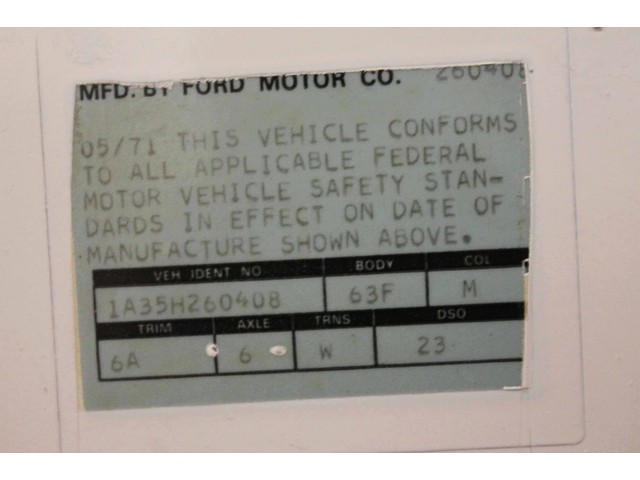 MFD. BY FORD MOTOR CO. 260408
05/71 THIS VEHICLE CONFORMS
TO ALL APPLICABLE FEDERAL
MOTOR VEHICLE SAFETY STAN-
DARDS IN EFFECT ON DATE OF
MANUFACTURE SHOWN ABOVE.
VEH IDENT NO BODY COL
1A35H260408 63F M
TRIM AXLE TRNS DSO
6A 6 W 23